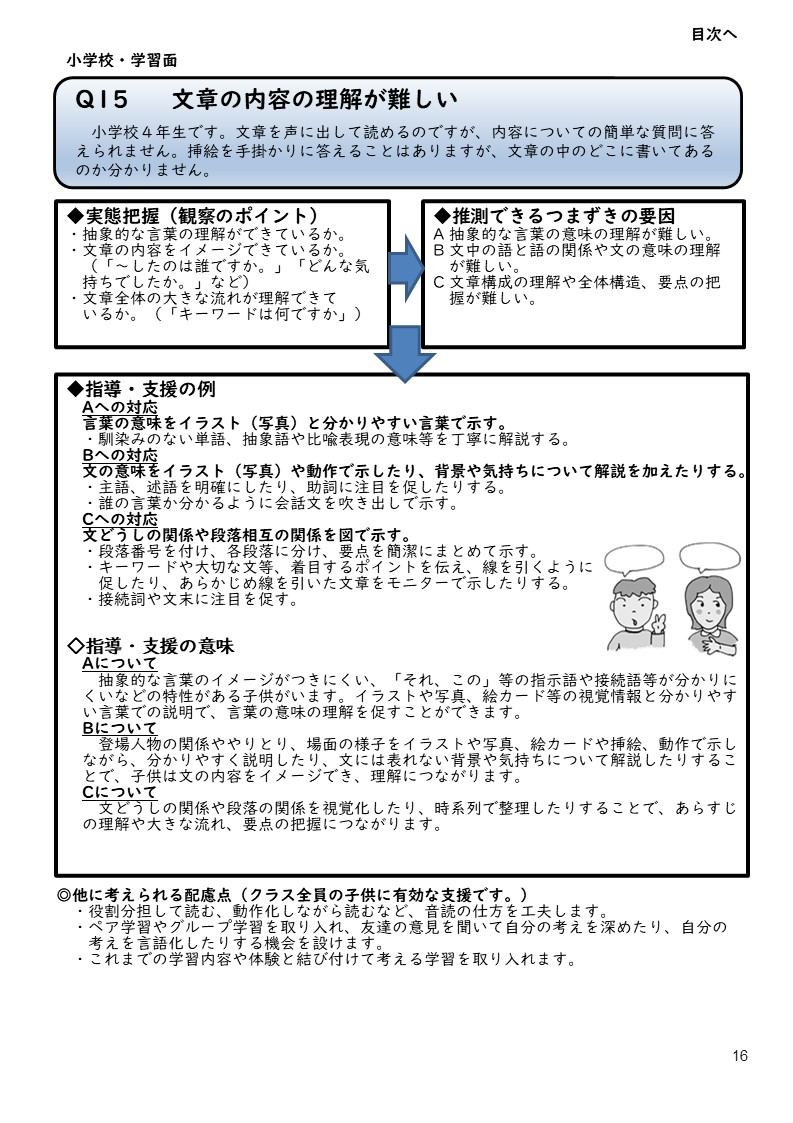 目次へ
小学校・学習面
Q15　文章の内容の理解が難しい
小学校４年生です。文章を声に出して読めるのですが、内容についての簡単な質問に答
えられません。挿絵を手掛かりに答えることはありますが、文章の中のどこに書いてある
のか分かりません。
◆実態把握（観察のポイント）
・抽象的な言葉の理解ができているか。
・文章の内容をイメージできているか。
（「～したのは誰ですか。」「どんな気
持ちでしたか。」など）
・文章全体の大きな流れが理解できて
いるか。（「キーワードは何ですか」）
◆推測できるつまずきの要因
A 抽象的な言葉の意味の理解が難しい。
B 文中の語と語の関係や文の意味の理解
が難しい。
C 文章構成の理解や全体構造、要点の把
握が難しい。
◆指導・支援の例
Aへの対応
言葉の意味をイラスト（写真）と分かりやすい言葉で示す。
・馴染みのない単語、抽象語や比喩表現の意味等を丁寧に解説する。
Bへの対応
文の意味をイラスト（写真）や動作で示したり、背景や気持ちについて解説を加えたりする。
・主語、述語を明確にしたり、助詞に注目を促したりする。
・誰の言葉か分かるように会話文を吹き出しで示す。
Cへの対応
文どうしの関係や段落相互の関係を図で示す。
・段落番号を付け、各段落に分け、要点を簡潔にまとめて示す。
・キーワードや大切な文等、着目するポイントを伝え、線を引くように
促したり、あらかじめ線を引いた文章をモニターで示したりする。
・接続詞や文末に注目を促す。
◇指導・支援の意味
Aについて
抽象的な言葉のイメージがつきにくい、「それ、この」等の指示語や接続語等が分かりに
くいなどの特性がある子供がいます。イラストや写真、絵カード等の視覚情報と分かりやす
い言葉での説明で、言葉の意味の理解を促すことができます。
Bについて
登場人物の関係ややりとり、場面の様子をイラストや写真、絵カードや挿絵、動作で示し
ながら、分かりやすく説明したり、文には表れない背景や気持ちについて解説したりするこ
とで、子供は文の内容をイメージでき、理解につながります。
Cについて
文どうしの関係や段落の関係を視覚化したり、時系列で整理したりすることで、あらすじ
の理解や大きな流れ、要点の把握につながります。
◎他に考えられる配慮点（クラス全員の子供に有効な支援です。）
・役割分担して読む、動作化しながら読むなど、音読の仕方を工夫します。
・ペア学習やグループ学習を取り入れ、友達の意見を聞いて自分の考えを深めたり、自分の
考えを言語化したりする機会を設けます。
・これまでの学習内容や体験と結び付けて考える学習を取り入れます。
16